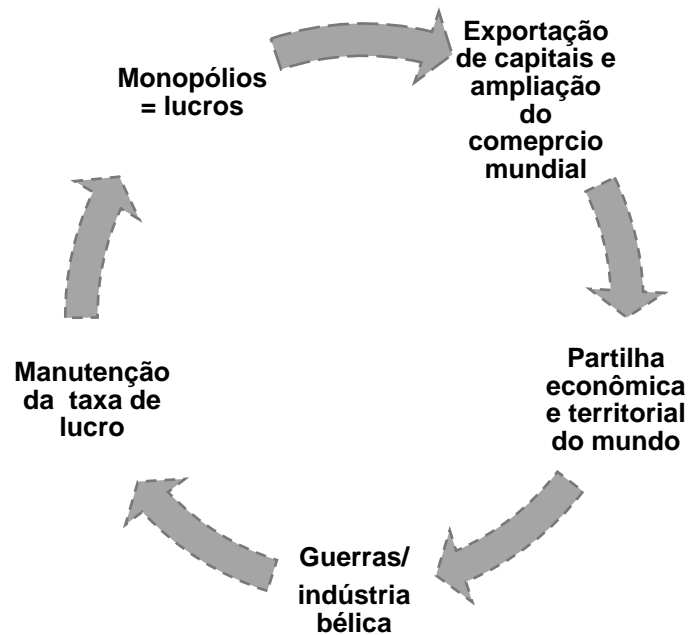 Monopólios
= lucros
Exportação
de capitais e
ampliação
do
comeprcio
mundial
Partilha
econômica
e territorial
do mundo
Guerras/
indústria
bélica
Manutenção
da taxa de
lucro